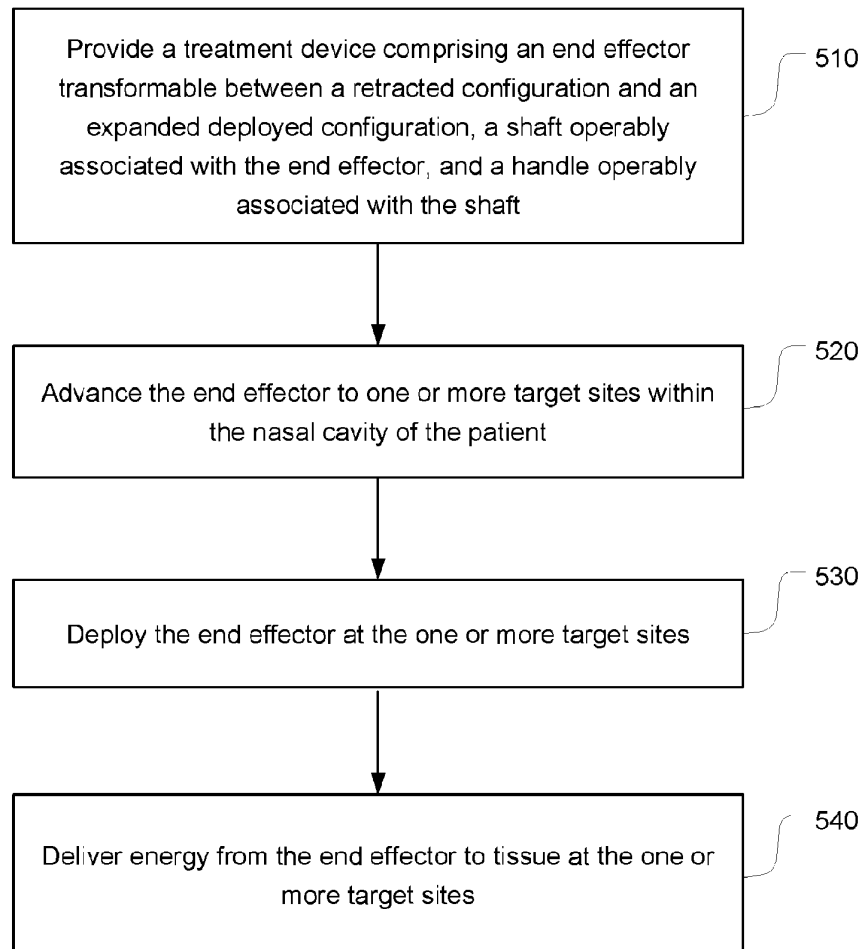 Provide a treatment device comprising an end effector
transformable between a retracted configuration and an
expanded deployed configuration, a shaft operably
associated with the end effector, and a handle operably
associated with the shaft
510
Advance the end effector to one or more target sites within
the nasal cavity of the patient
520
Deploy the end effector at the one or more target sites
530
Deliver energy from the end effector to tissue at the one or
more target sites
540